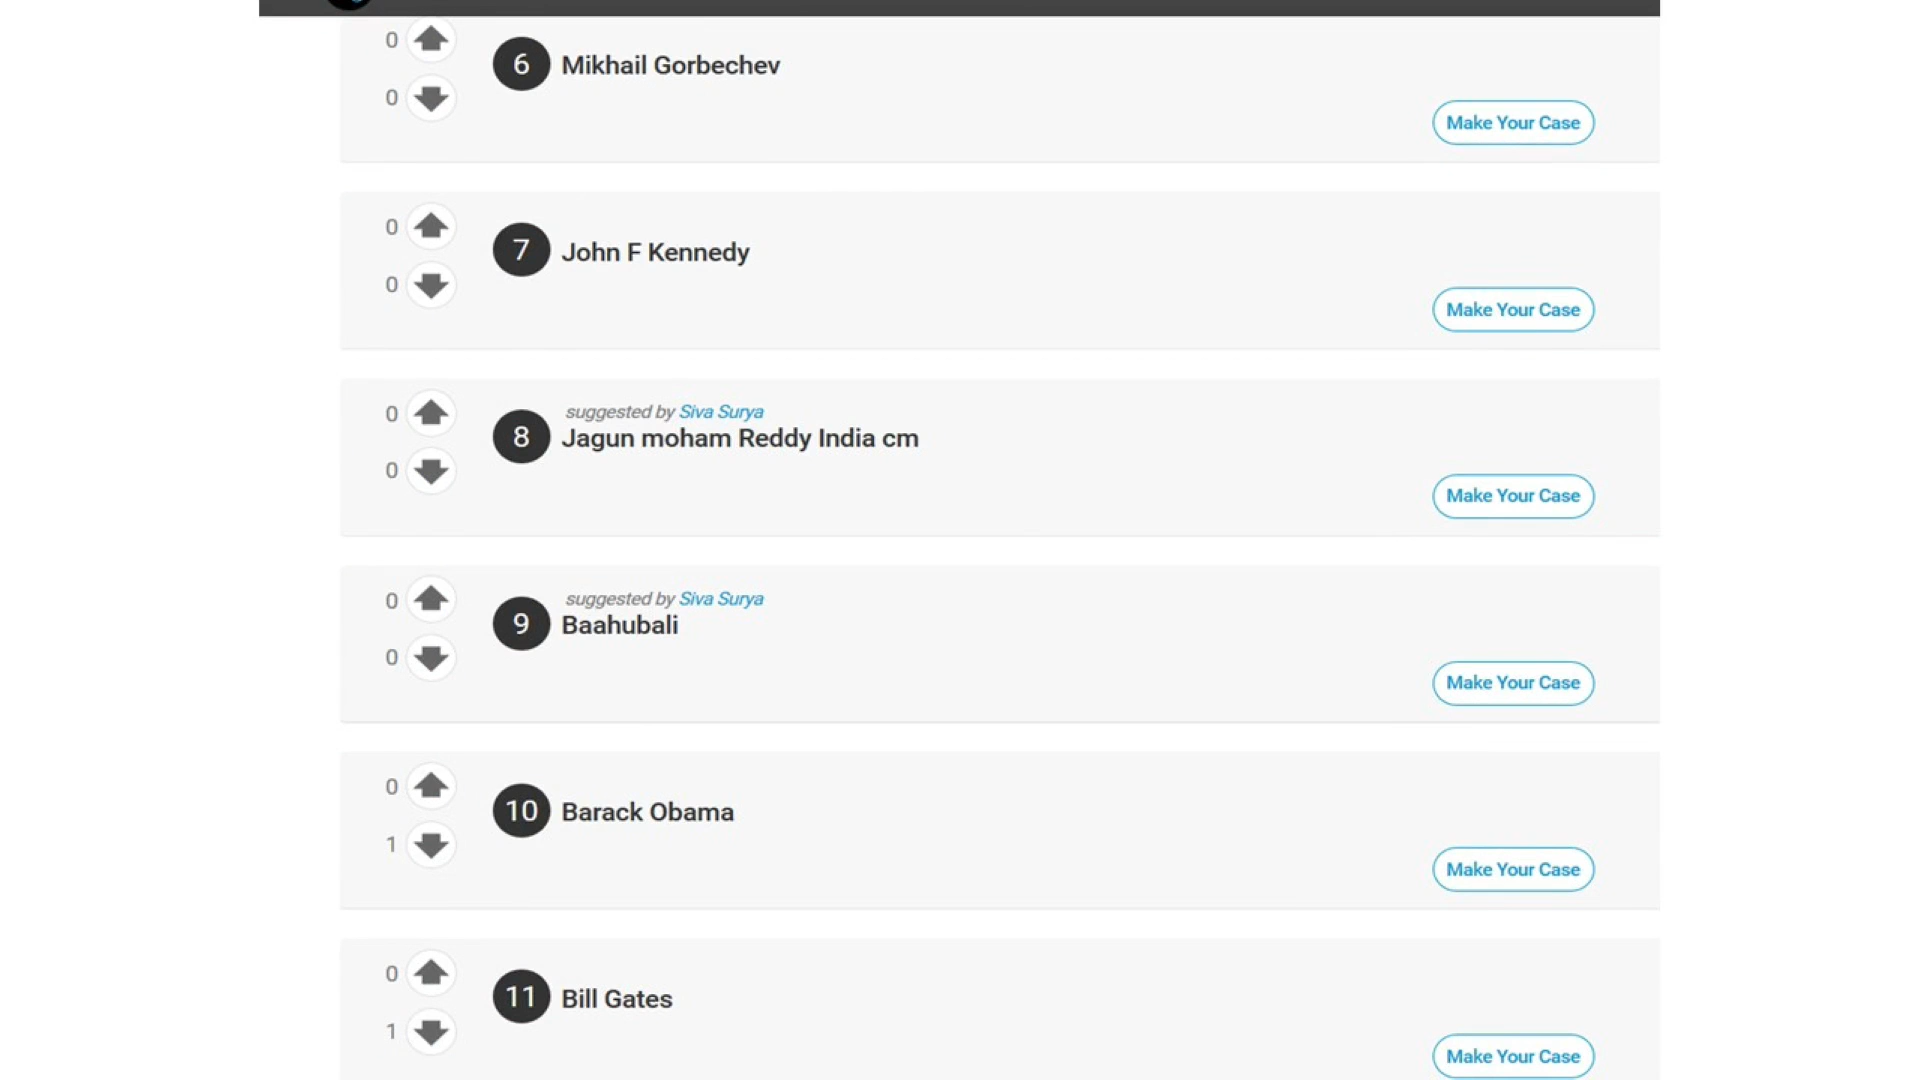 0
6 Mikhail Gorbechev
0
Make Your Case
0
7 John F Kennedy
0
Make Your Case
0 suggested by Siva Surya
8 Jagun moham Reddy India cm
0
Make Your Case
0 suggested by Siva Surya
9 Baahubali
0
Make Your Case
0
10 Barack Obama
1
Make Your Case
0
11 Bill Gates
1
Make Your Case